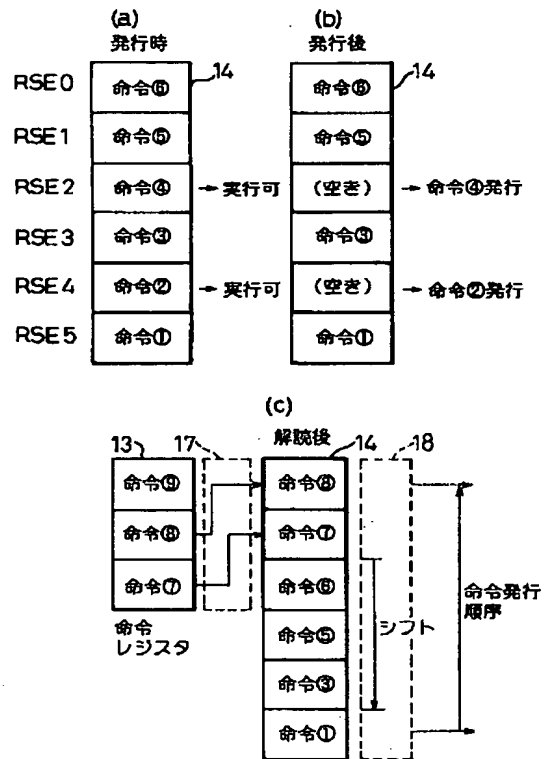 (a) (b)
発行時 発行後
14 14
RSE0 命令⑥ 命令⑥
RSE1 命令⑤ 命令⑤
RSE2 命令④ →実行可 (空き) →命令④発行
RSE3 命令③ 命令③
RSE4 命令② →実行可 (空き) →命令②発行
RSE5 命令① 命令①
(c)
13 17 解読後 14 18
命令⑨ 命令⑧
命令⑧ 命令⑦
命令⑦ 命令⑥
命令 命令⑤ シフト 命令発行
レジスタ 命令③ 順序
命令①